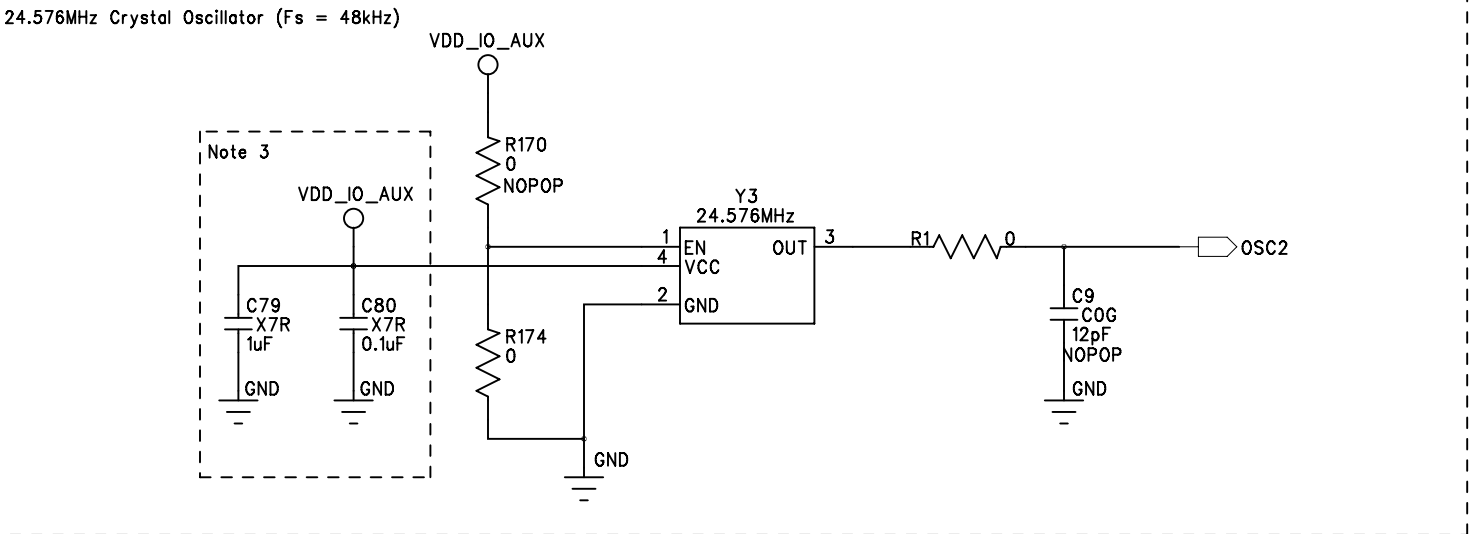 24.576MHz Crystal Oscillator (Fs = 48kHz)
VDD_IO_AUX
R170
0
NOPOP
Note 3
VDD_IO_AUX
Y3
24.576MHz
1
EN
OUT
3
R1
0
OSC2
4
VCC
2
GND
C79
X7R
1uF
GND
C80
X7R
0.1uF
GND
R174
0
GND
C9
C0G
12pF
NOPOP
GND